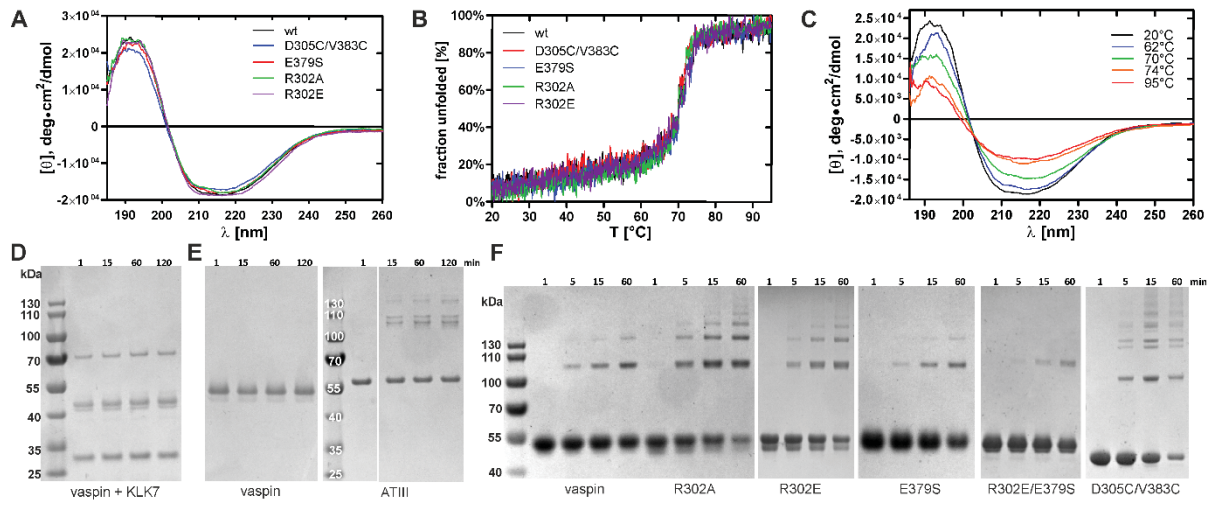 A
B
C
wt
D305C/V383C
E379S
R302A
R302E
[θ], deg•cm²/dmol
2×10⁰⁴
1×10⁰⁴
0
-1×10⁰⁴
-2×10⁰⁴
190 200 210 220 230 240 250 260
λ [nm]
wt
D305C/V383C
E379S
R302A
R302E
fraction unfolded [%]
100%
80%
60%
40%
20%
0%
20 30 40 50 60 70 80 90
T [°C]
20°C
62°C
70°C
74°C
95°C
[θ], deg•cm²/dmol
2.5×10⁴
2.0×10⁴
1.5×10⁴
1.0×10⁴
5.0×10³
0
-5.0×10³
-1.0×10⁴
-1.5×10⁴
-2.0×10⁴
190 200 210 220 230 240 250 260
λ [nm]
D
E
F
kDa
1 15 60 120
130
110
100
70
55
40
35
25
vaspin + KLK7
1 15 60 120
vaspin
1 15 60 120 min
130
110
100
70
55
40
35
25
ATIII
kDa
1 5 15 60 1 5 15 60
1 5 15 60
1 5 15 60
1 5 15 60
1 5 15 60 min
130
110
100
70
55
40
vaspin R302A R302E E379S R302E/E379S D305C/V383C